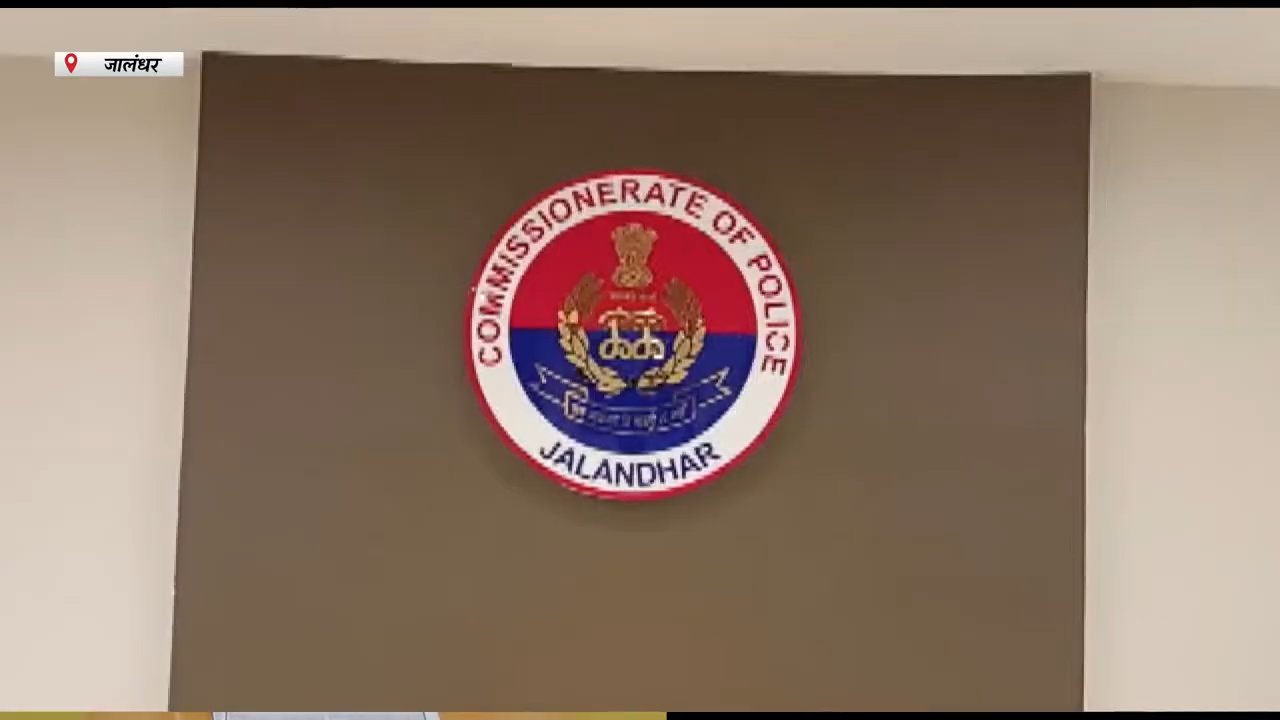 जालंधर
COMMISSIONERATE OF POLICE
JALANDHAR